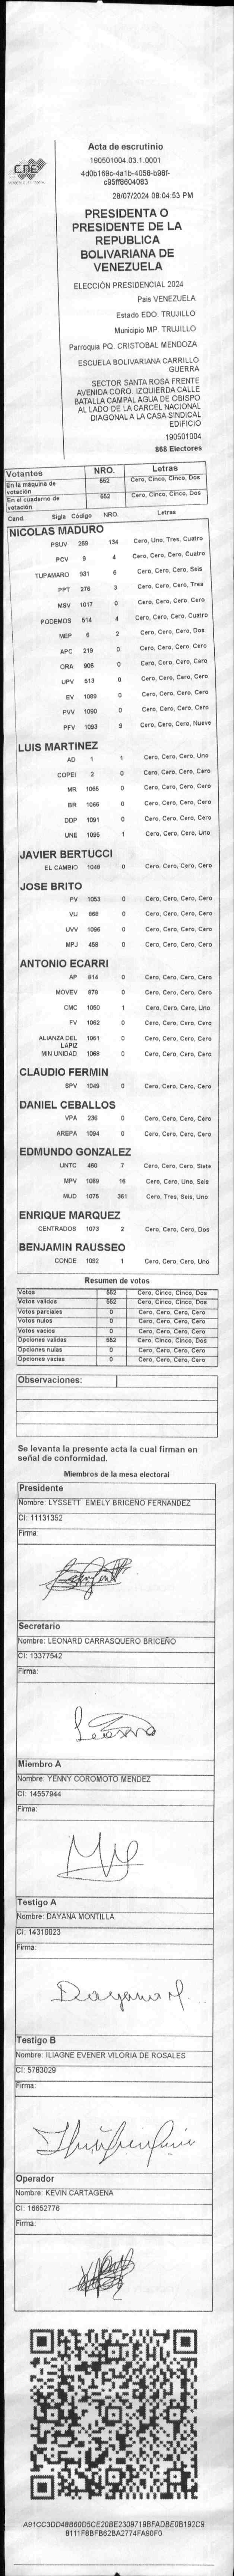 CNE
Acta de escrutinio
190501004.03.1.0001
4d0b169c-4a1b-4058-b98f-
c95ff8604083
28/07/2024 08:04:53 PM
PRESIDENTA O
PRESIDENTE DE LA
REPUBLICA
BOLIVARIANA DE
VENEZUELA
ELECCIÓN PRESIDENCIAL 2024
Pais VENEZUELA
Estado EDO. TRUJILLO
Municipio MP. TRUJILLO
Parroquia PQ. CRISTOBAL MENDOZA
ESCUELA BOLIVARIANA CARRILLO
GUERRA
SECTOR SANTA ROSA FRENTE
AVENIDA CORO. IZQUIERDA CALLE
BATALLA CAMPAL AGUA DE OBISPO
AL LADO DE LA CARCEL NACIONAL
DIAGONAL A LA CASA SINDICAL
EDIFICIO
190501004
868 Electores
Votantes NRO. Letras
En la máquina de votación 552 Cero, Cinco, Cinco, Dos
En el cuaderno de votación 552 Cero, Cinco, Cinco, Dos
Cand. Sigla Código NRO. Letras
NICOLAS MADURO
PSUV 269 134 Cero, Uno, Tres, Cuatro
PCV 9 4 Cero, Cero, Cero, Cuatro
TUPAMARO 931 6 Cero, Cero, Cero, Seis
PPT 276 3 Cero, Cero, Cero, Tres
MSV 1017 0 Cero, Cero, Cero, Cero
PODEMOS 514 4 Cero, Cero, Cero, Cuatro
MEP 6 2 Cero, Cero, Cero, Dos
APC 219 0 Cero, Cero, Cero, Cero
ORA 906 0 Cero, Cero, Cero, Cero
UPV 513 0 Cero, Cero, Cero, Cero
EV 1089 0 Cero, Cero, Cero, Cero
PVV 1090 0 Cero, Cero, Cero, Cero
PFV 1093 9 Cero, Cero, Cero, Nueve
LUIS MARTINEZ
AD 1 1 Cero, Cero, Cero, Uno
COPEI 2 0 Cero, Cero, Cero, Cero
MR 1065 0 Cero, Cero, Cero, Cero
BR 1066 0 Cero, Cero, Cero, Cero
DDP 1091 0 Cero, Cero, Cero, Cero
UNE 1095 1 Cero, Cero, Cero, Uno
JAVIER BERTUCCI
EL CAMBIO 1048 0 Cero, Cero, Cero, Cero
JOSE BRITO
PV 1053 0 Cero, Cero, Cero, Cero
VU 868 0 Cero, Cero, Cero, Cero
UVV 1096 0 Cero, Cero, Cero, Cero
MPJ 458 0 Cero, Cero, Cero, Cero
ANTONIO ECARRI
AP 814 0 Cero, Cero, Cero, Cero
MOVEV 876 0 Cero, Cero, Cero, Cero
CMC 1050 1 Cero, Cero, Cero, Uno
FV 1062 0 Cero, Cero, Cero, Cero
ALIANZA DEL LAPIZ 1051 0 Cero, Cero, Cero, Cero
MIN UNIDAD 1068 0 Cero, Cero, Cero, Cero
CLAUDIO FERMIN
SPV 1049 0 Cero, Cero, Cero, Cero
DANIEL CEBALLOS
VPA 236 0 Cero, Cero, Cero, Cero
AREPA 1094 0 Cero, Cero, Cero, Cero
EDMUNDO GONZALEZ
UNTC 460 7 Cero, Cero, Cero, Siete
MPV 1069 16 Cero, Cero, Uno, Seis
MUD 1076 361 Cero, Tres, Seis, Uno
ENRIQUE MARQUEZ
CENTRADOS 1073 2 Cero, Cero, Cero, Dos
BENJAMIN RAUSSEO
CONDE 1092 1 Cero, Cero, Cero, Uno
Resumen de votos
Votos 552 Cero, Cinco, Cinco, Dos
Votos validos 552 Cero, Cinco, Cinco, Dos
Votos parciales 0 Cero, Cero, Cero, Cero
Votos nulos 0 Cero, Cero, Cero, Cero
Votos vacios 0 Cero, Cero, Cero, Cero
Opciones validas 552 Cero, Cinco, Cinco, Dos
Opciones nulas 0 Cero, Cero, Cero, Cero
Opciones vacias 0 Cero, Cero, Cero, Cero
Observaciones:
Se levanta la presente acta la cual firman en
señal de conformidad.
Miembros de la mesa electoral
Presidente
Nombre: LYSSETT EMELY BRICEÑO FERNANDEZ
CI: 11131352
Firma:
Secretario
Nombre: LEONARD CARRASQUERO BRICEÑO
CI: 13377542
Firma:
Miembro A
Nombre: YENNY COROMOTO MENDEZ
CI: 14557944
Firma:
Testigo A
Nombre: DAYANA MONTILLA
CI: 14310023
Firma:
Dayana M.
Testigo B
Nombre: ILIAGNE EVENER VILORIA DE ROSALES
CI: 5783029
Firma:
Operador
Nombre: KEVIN CARTAGENA
CI: 16652776
Firma:
A91CC3DD48860D5CE20BE2309719BFADBE0B192C9
8111F8BFB62BA2774FA90F0